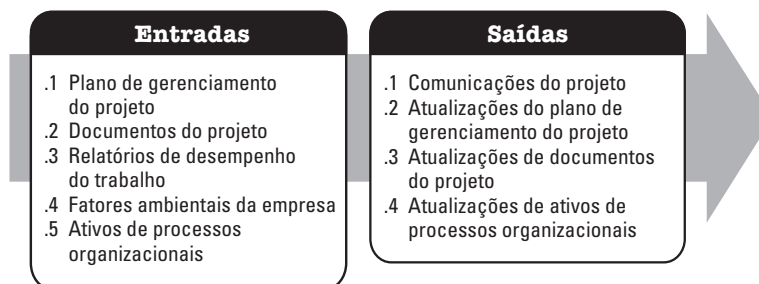 Entradas
.1 Plano de gerenciamento
do projeto
.2 Documentos do projeto
.3 Relatórios de desempenho
do trabalho
.4 Fatores ambientais da empresa
.5 Ativos de processos
organizacionais
Saídas
.1 Comunicações do projeto
.2 Atualizações do plano de
gerenciamento do projeto
.3 Atualizações de documentos
do projeto
.4 Atualizações de ativos de
processos organizacionais